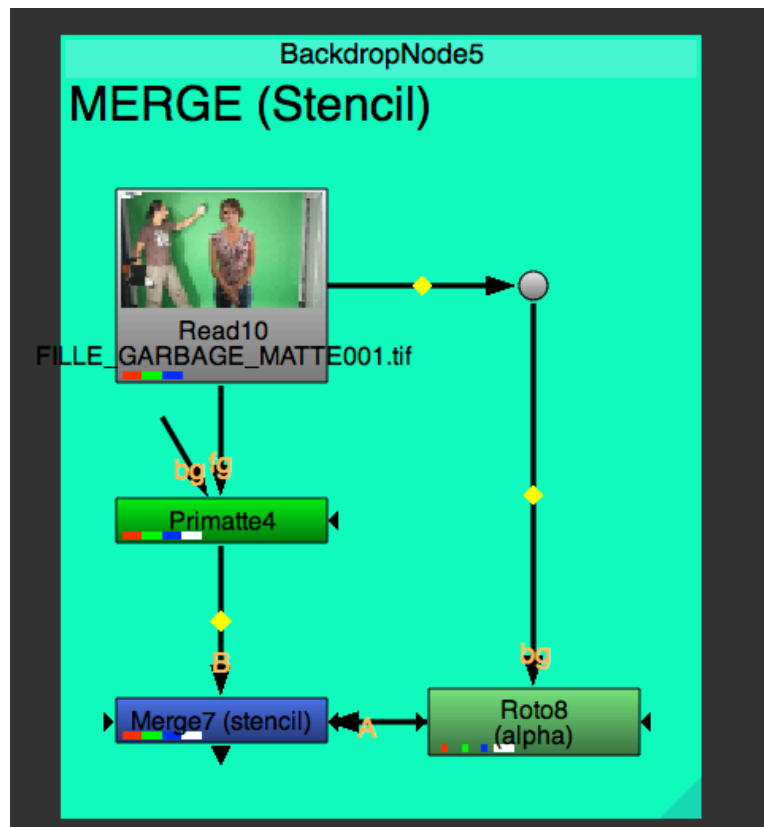 BackdropNode5
MERGE (Stencil)
Read10
FILLE_GARBAGE_MATTE001.tif
bg
fg
Primatte4
B
bg
Merge7 (stencil)
A
Roto8
(alpha)